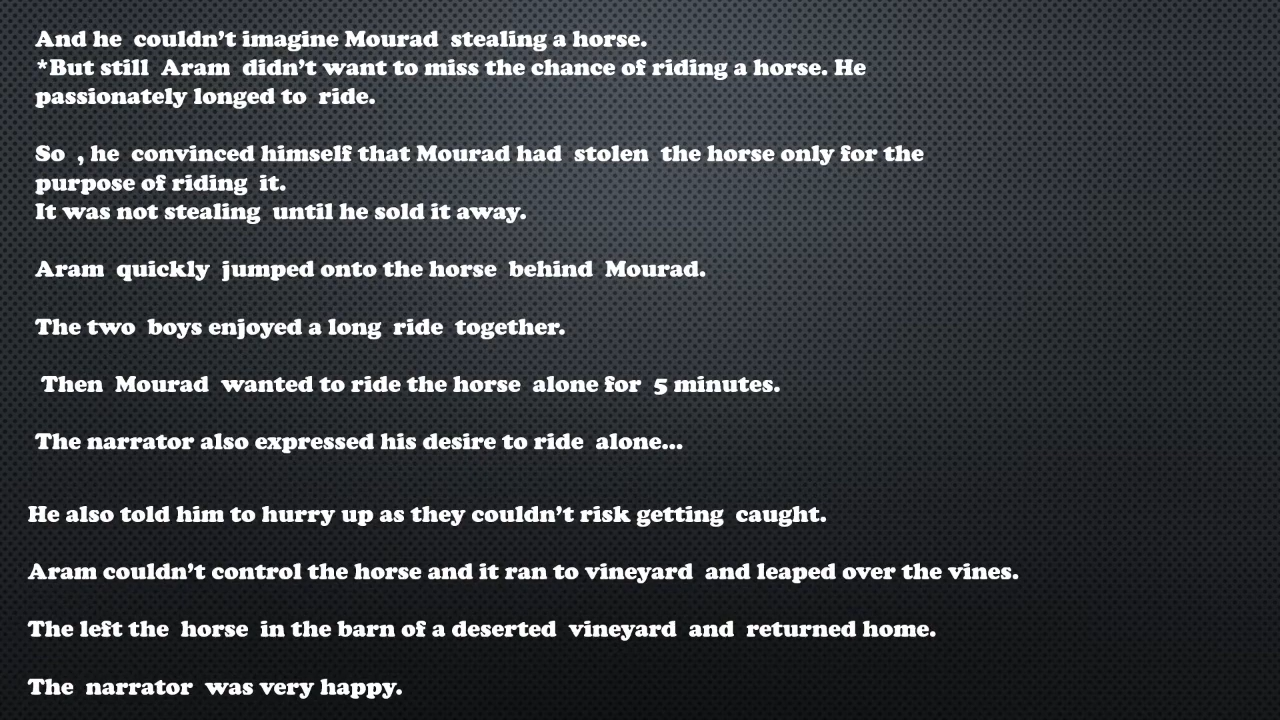 And he couldn't imagine Mourad stealing a horse.
*But still Aram didn't want to miss the chance of riding a horse. He
passionately longed to ride.
So , he convinced himself that Mourad had stolen the horse only for the
purpose of riding it.
It was not stealing until he sold it away.
Aram quickly jumped onto the horse behind Mourad.
The two boys enjoyed a long ride together.
Then Mourad wanted to ride the horse alone for 5 minutes.
The narrator also expressed his desire to ride alone...
He also told him to hurry up as they couldn't risk getting caught.
Aram couldn't control the horse and it ran to vineyard and leaped over the vines.
The left the horse in the barn of a deserted vineyard and returned home.
The narrator was very happy.